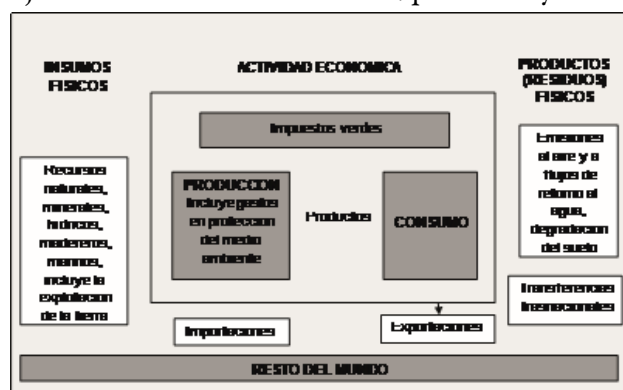 INSUMOS
FISICOS
ACTIVIDAD ECONOMICA
PRODUCTOS
(RESIDUOS)
FISICOS
Impuestos verdes
Recursos
naturales,
minerales,
hidricos,
madereros,
marinos,
incluye la
explotacion
de la tierra
PRODUCCION
Incluye gastos
en proteccion
del medio
ambiente
Productos
CONSUMO
Emisiones
al aire y a
flujos de
retorno al
agua,
degradacion
del suelo
Transferencias
Trasnacionales
Importaciones
Exportaciones
RESTO DEL MUNDO